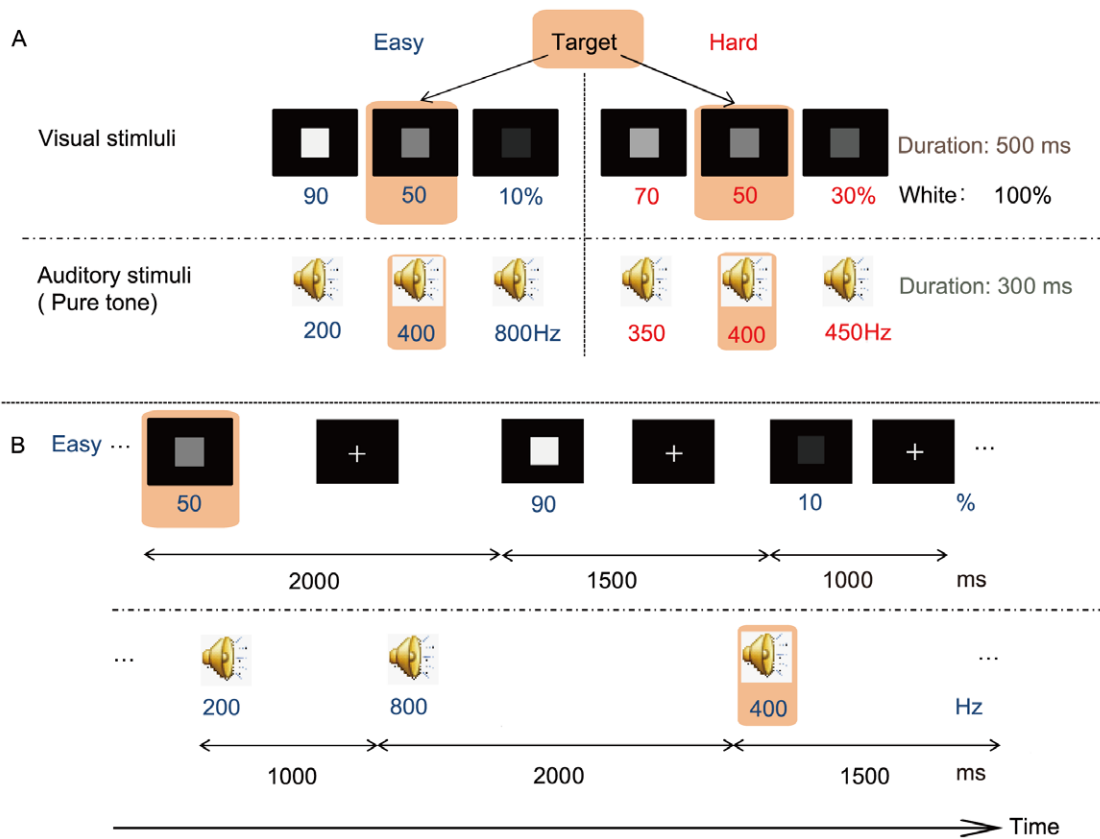 A
Easy Target Hard
Visual stimluli
Duration: 500 ms
90 50 10% 70 50 30%
White: 100%
Auditory stimuli
( Pure tone)
Duration: 300 ms
200 400 800Hz 350 400 450Hz
B Easy ... ...
50 90 10 %
2000 1500 1000 ms
... ...
200 800 400 Hz
1000 2000 1500 ms
Time